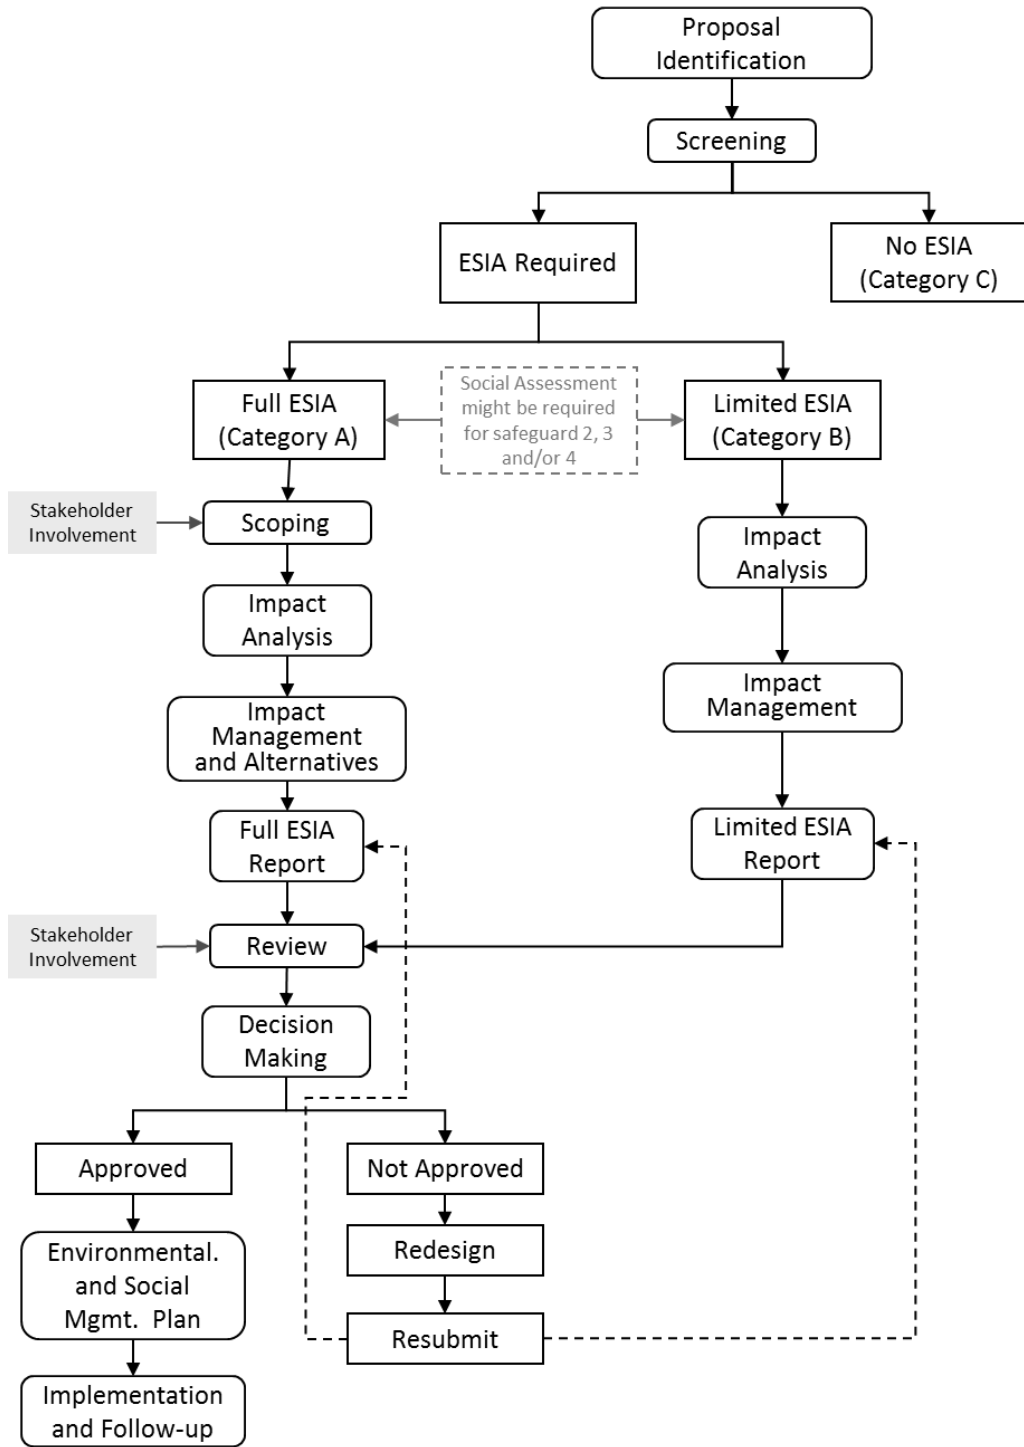 Proposal
Identification
Screening
ESIA Required
No ESIA
(Category C)
Full ESIA
(Category A)
Social Assessment
might be required
for safeguard 2, 3
and/or 4
Limited ESIA
(Category B)
Stakeholder
Involvement
Scoping
Impact
Analysis
Impact
Analysis
Impact
Management
and Alternatives
Impact
Management
Full ESIA
Report
Limited ESIA
Report
Stakeholder
Involvement
Review
Decision
Making
Approved
Not Approved
Environmental.
and Social
Mgmt. Plan
Redesign
Resubmit
Implementation
and Follow-up